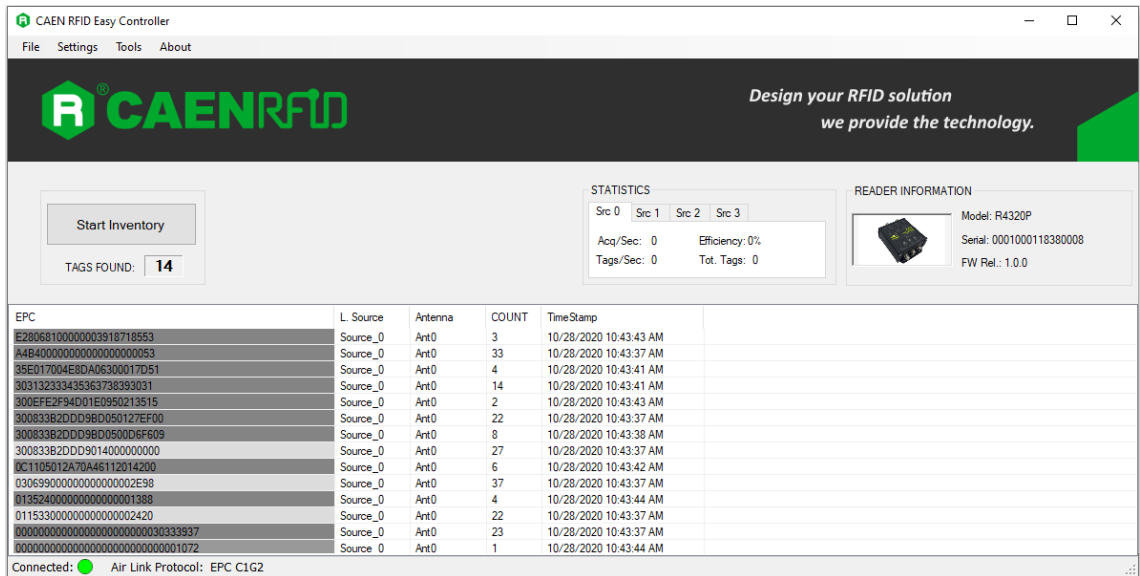 CAEN RFID Easy Controller
File Settings Tools About
R® CAENRFID
Design your RFID solution
we provide the technology.
Start Inventory
TAGS FOUND: 14
STATISTICS
Src 0 Src 1 Src 2 Src 3
Acq/Sec: 0 Efficiency: 0%
Tags/Sec: 0 Tot. Tags: 0
READER INFORMATION
Model: R4320P
Serial: 0001000118380008
FW Rel.: 1.0.0
EPC L. Source Antenna COUNT TimeStamp
E28068100000003918718553 Source_0 Ant0 3 10/28/2020 10:43:43 AM
A4B400000000000000000053 Source_0 Ant0 33 10/28/2020 10:43:37 AM
35E017004E8DA06300017D51 Source_0 Ant0 4 10/28/2020 10:43:41 AM
303132333435363738393031 Source_0 Ant0 14 10/28/2020 10:43:41 AM
300EFE2F94D01E0950213515 Source_0 Ant0 2 10/28/2020 10:43:43 AM
300833B2DDD9BD050127EF00 Source_0 Ant0 22 10/28/2020 10:43:37 AM
300833B2DDD9BD0500D6F609 Source_0 Ant0 8 10/28/2020 10:43:38 AM
300833B2DDD9014000000000 Source_0 Ant0 27 10/28/2020 10:43:37 AM
0C1105012A70A46112014200 Source_0 Ant0 6 10/28/2020 10:43:42 AM
030699000000000000002E98 Source_0 Ant0 37 10/28/2020 10:43:37 AM
013524000000000000001388 Source_0 Ant0 4 10/28/2020 10:43:44 AM
011533000000000000002420 Source_0 Ant0 22 10/28/2020 10:43:37 AM
00000000000000000000000030333937 Source_0 Ant0 23 10/28/2020 10:43:37 AM
00000000000000000000000000001072 Source_0 Ant0 1 10/28/2020 10:43:44 AM
Connected: Air Link Protocol: EPC C1G2